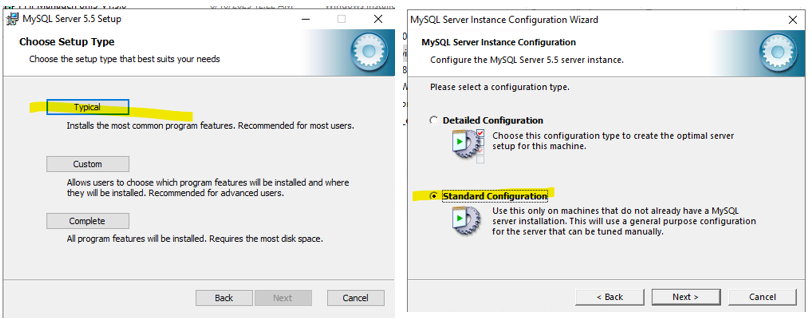 MySQL Server 5.5 Setup
Choose Setup Type
Choose the setup type that best suits your needs
Typical
Installs the most common program features. Recommended for most users.
Custom
Allows users to choose which program features will be installed and where
they will be installed. Recommended for advanced users.
Complete
All program features will be installed. Requires the most disk space.
Back
Next
Cancel
MySQL Server Instance Configuration Wizard
MySQL Server Instance Configuration
Configure the MySQL Server 5.5 server instance.
Please select a configuration type.
Detailed Configuration
Choose this configuration type to create the optimal server
setup for this machine.
Standard Configuration
Use this only on machines that do not already have a MySQL
server installation. This will use a general purpose configuration
for the server that can be tuned manually.
< Back
Next >
Cancel